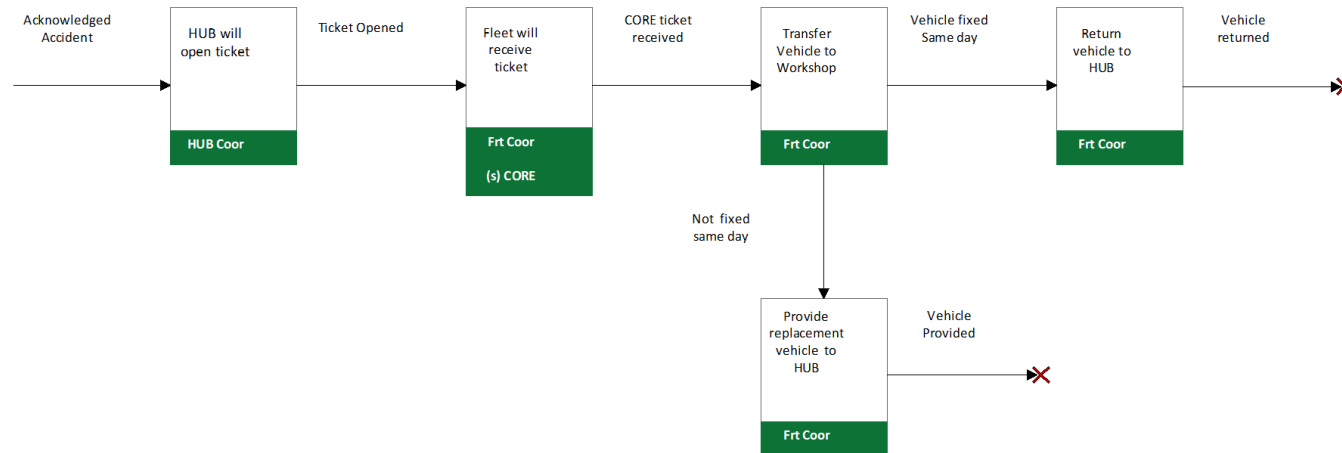 Acknowledged
Accident
HUB will
open ticket
HUB Coor
Ticket Opened
Fleet will
receive
ticket
Frt Coor
(s) CORE
CORE ticket
received
Transfer
Vehicle to
Workshop
Frt Coor
Vehicle fixed
Same day
Return
vehicle to
HUB
Frt Coor
Vehicle
returned
Not fixed
same day
Provide
replacement
vehicle to
HUB
Frt Coor
Vehicle
Provided